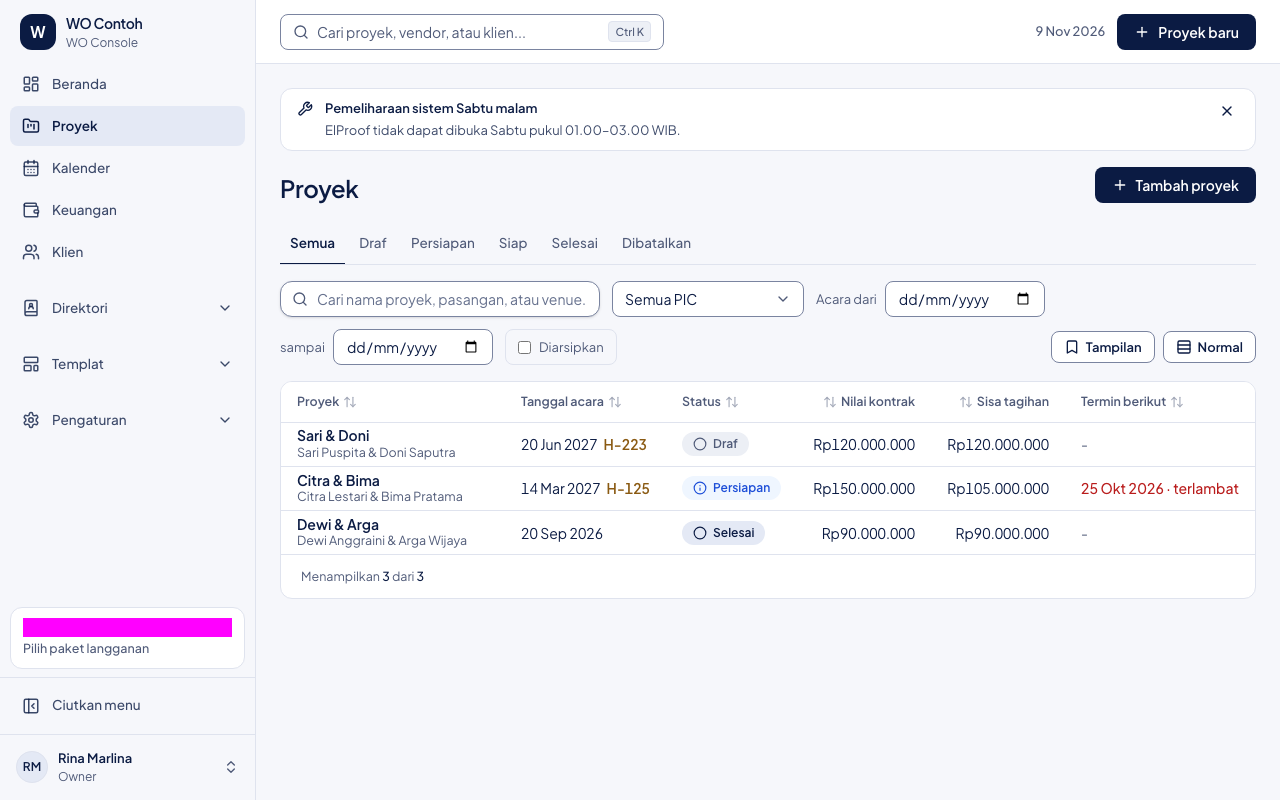 W
WO Contoh
WO Console
Beranda
Proyek
Kalender
Keuangan
Klien
Direktori
Templat
Pengaturan
Pilih paket langganan
Ciutkan menu
RM
Rina Marlina
Owner
Cari proyek, vendor, atau klien...
Ctrl K
9 Nov 2026
Proyek baru
Pemeliharaan sistem Sabtu malam
ElProof tidak dapat dibuka Sabtu pukul 01.00–03.00 WIB.
Proyek
Tambah proyek
Semua Draf Persiapan Siap Selesai Dibatalkan
Cari nama proyek, pasangan, atau venue.
Semua PIC
Acara dari
dd/mm/yyyy
sampai
dd/mm/yyyy
Diarsipkan
Tampilan
Normal
Proyek Tanggal acara Status Nilai kontrak Sisa tagihan Termin berikut
Sari & Doni
Sari Puspita & Doni Saputra
20 Jun 2027 H-223 Draf Rp120.000.000 Rp120.000.000 -
Citra & Bima
Citra Lestari & Bima Pratama
14 Mar 2027 H-125 Persiapan Rp150.000.000 Rp105.000.000 25 Okt 2026 · terlambat
Dewi & Arga
Dewi Anggraini & Arga Wijaya
20 Sep 2026 Selesai Rp90.000.000 Rp90.000.000 -
Menampilkan 3 dari 3